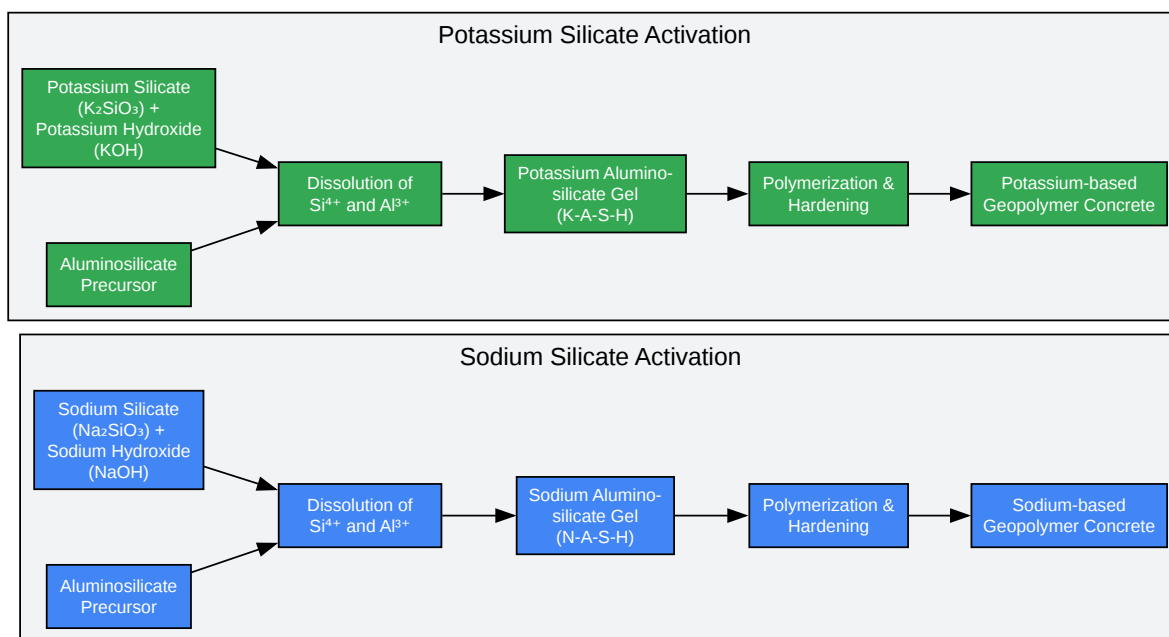 Potassium Silicate Activation
Potassium Silicate
(K₂SiO₃) +
Potassium Hydroxide
(KOH)
Aluminosilicate
Precursor
Dissolution of
Si⁴⁺ and Al³⁺
Potassium Alumino-
silicate Gel
(K-A-S-H)
Polymerization &
Hardening
Potassium-based
Geopolymer Concrete
Sodium Silicate Activation
Sodium Silicate
(Na₂SiO₃) +
Sodium Hydroxide
(NaOH)
Aluminosilicate
Precursor
Dissolution of
Si⁴⁺ and Al³⁺
Sodium Alumino-
silicate Gel
(N-A-S-H)
Polymerization &
Hardening
Sodium-based
Geopolymer Concrete